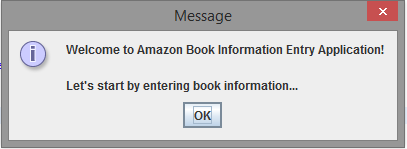 Message
Welcome to Amazon Book Information Entry Application!
Let's start by entering book information...
OK